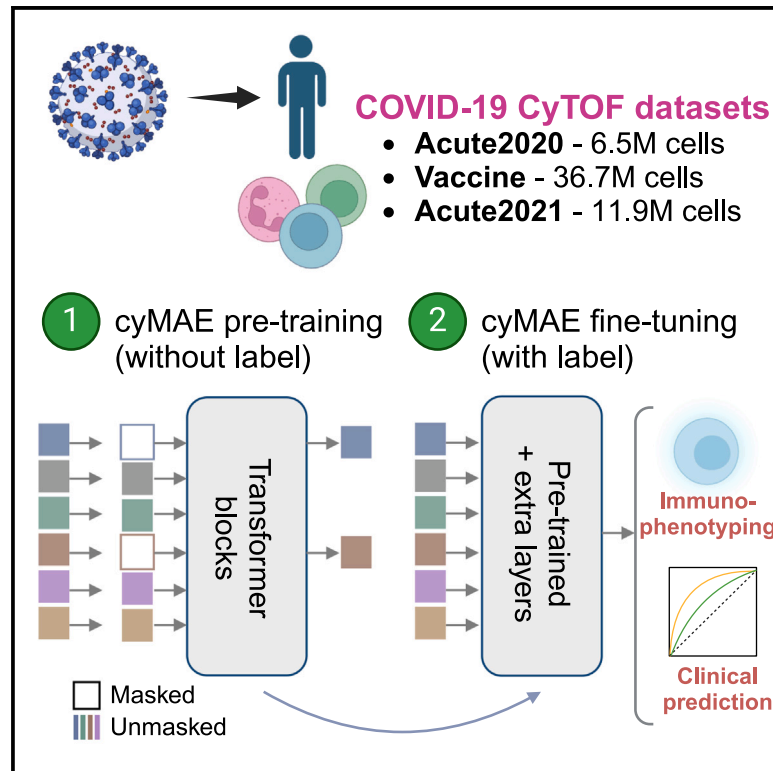 COVID-19 CyTOF datasets
• Acute2020 - 6.5M cells
• Vaccine - 36.7M cells
• Acute2021 - 11.9M cells
1 cyMAE pre-training
(without label)
2 cyMAE fine-tuning
(with label)
Transformer
blocks
Pre-trained
+ extra layers
Immuno-
phenotyping
Clinical
prediction
Masked
Unmasked